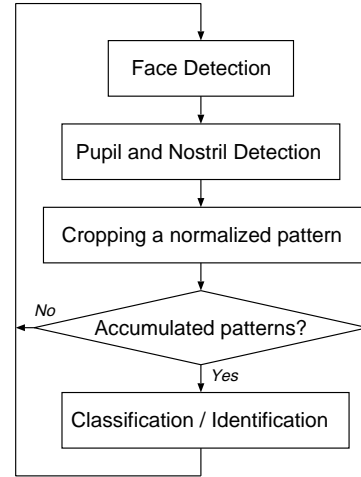 Face Detection
Pupil and Nostril Detection
Cropping a normalized pattern
No
Accumulated patterns?
Yes
Classification / Identification